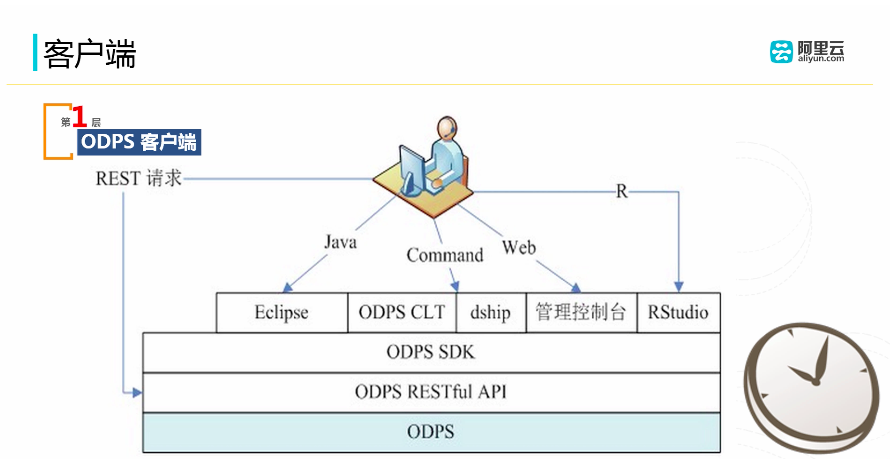 客户端
阿里云
aliyun.com
第1层
ODPS 客户端
REST 请求
R
Java
Command
Web
Eclipse
ODPS CLT
dship
管理控制台
RStudio
ODPS SDK
ODPS RESTful API
ODPS